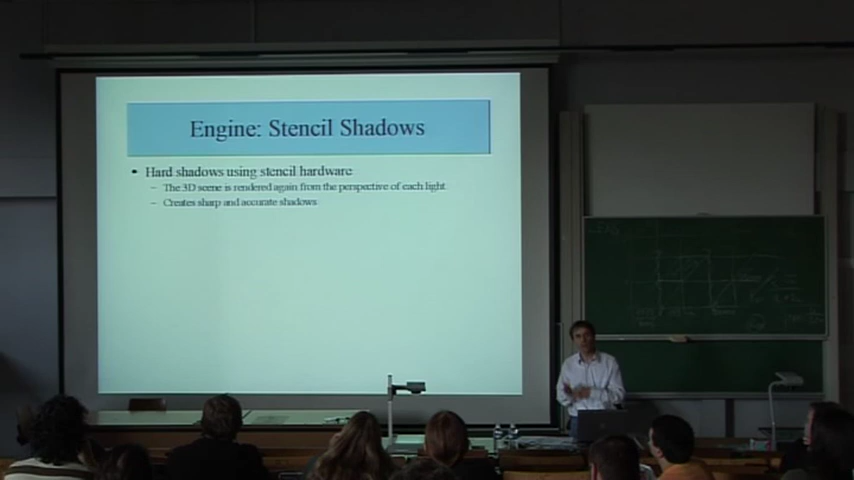 Engine: Stencil Shadows
• Hard shadows using stencil hardware
– The 3D scene is rendered again from the perspective of each light
– Creates sharp and accurate shadows